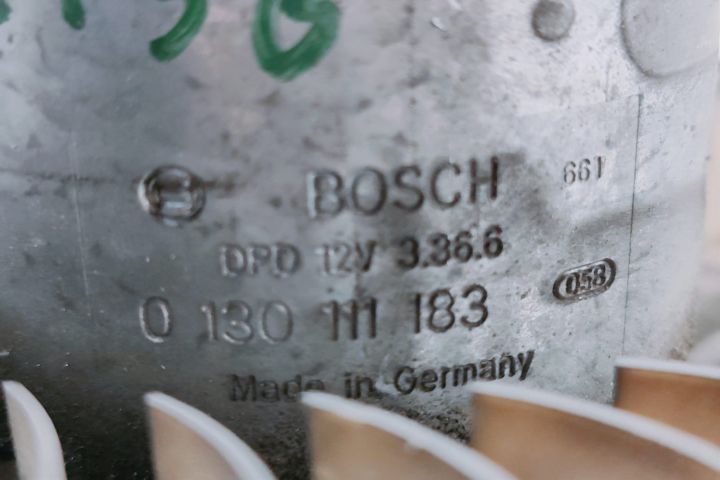 BOSCH 661
DPD 12V 3.36.6
058
0 130 111 183
Made in Germany